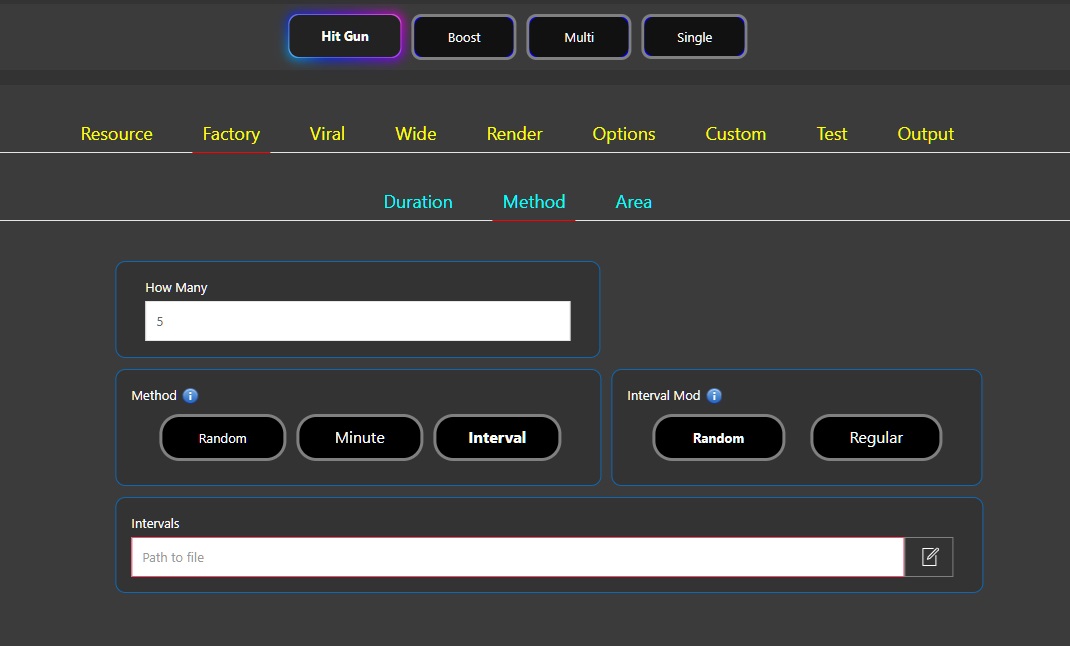 Hit Gun Boost Multi Single
Resource Factory Viral Wide Render Options Custom Test Output
Duration Method Area
How Many
5
Method Interval Mod
Random Minute Interval Random Regular
Intervals
Path to file